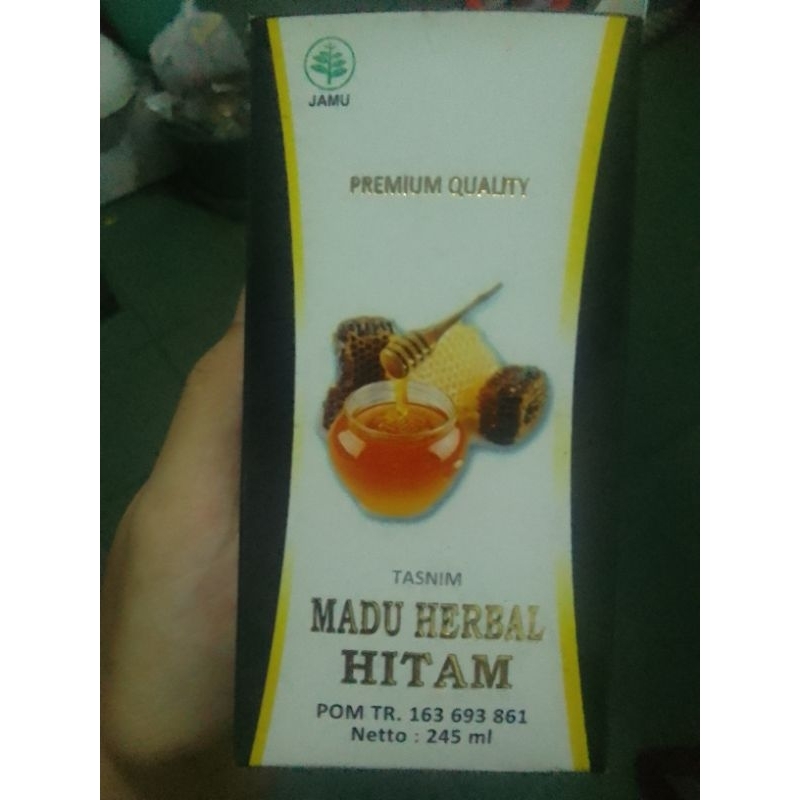 JAMU
PREMIUM QUALITY
TASNIM
MADU HERBAL
HITAM
POM TR. 163 693 861
Netto : 245 ml